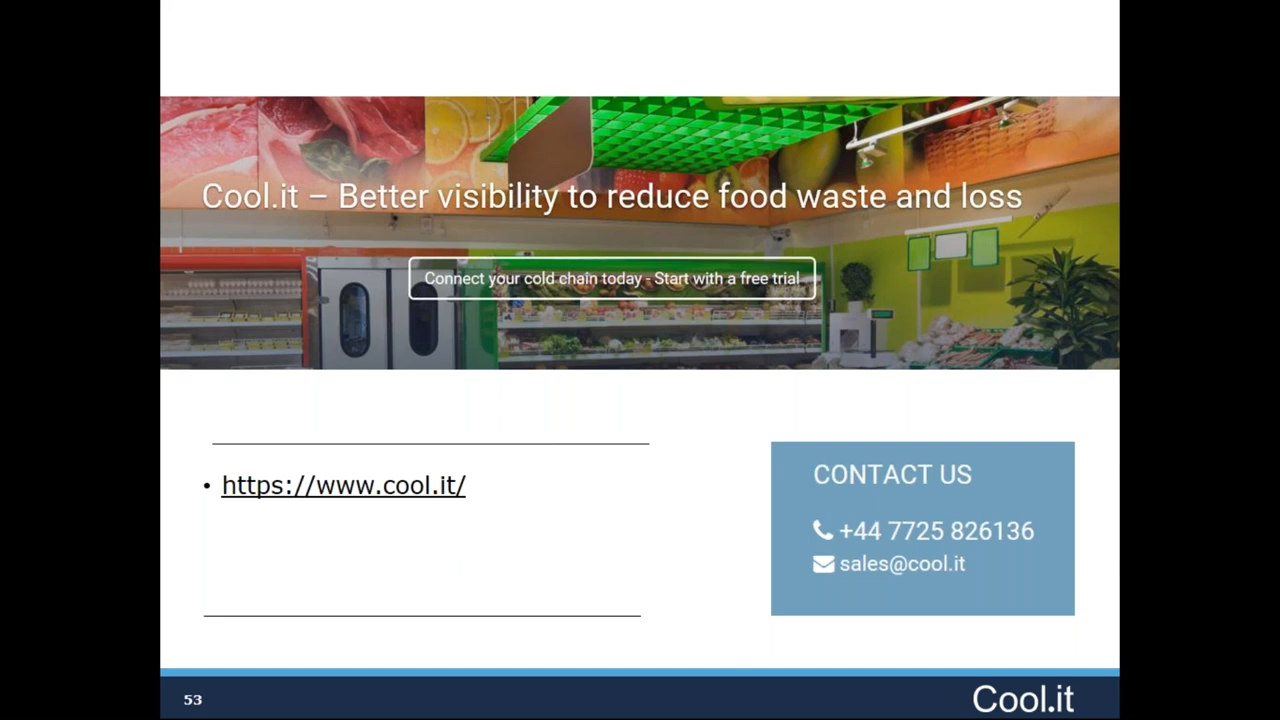 Cool.it – Better visibility to reduce food waste and loss
Connect your cold chain today - Start with a free trial
• https://www.cool.it/
CONTACT US
+44 7725 826136
sales@cool.it
53
Cool.it